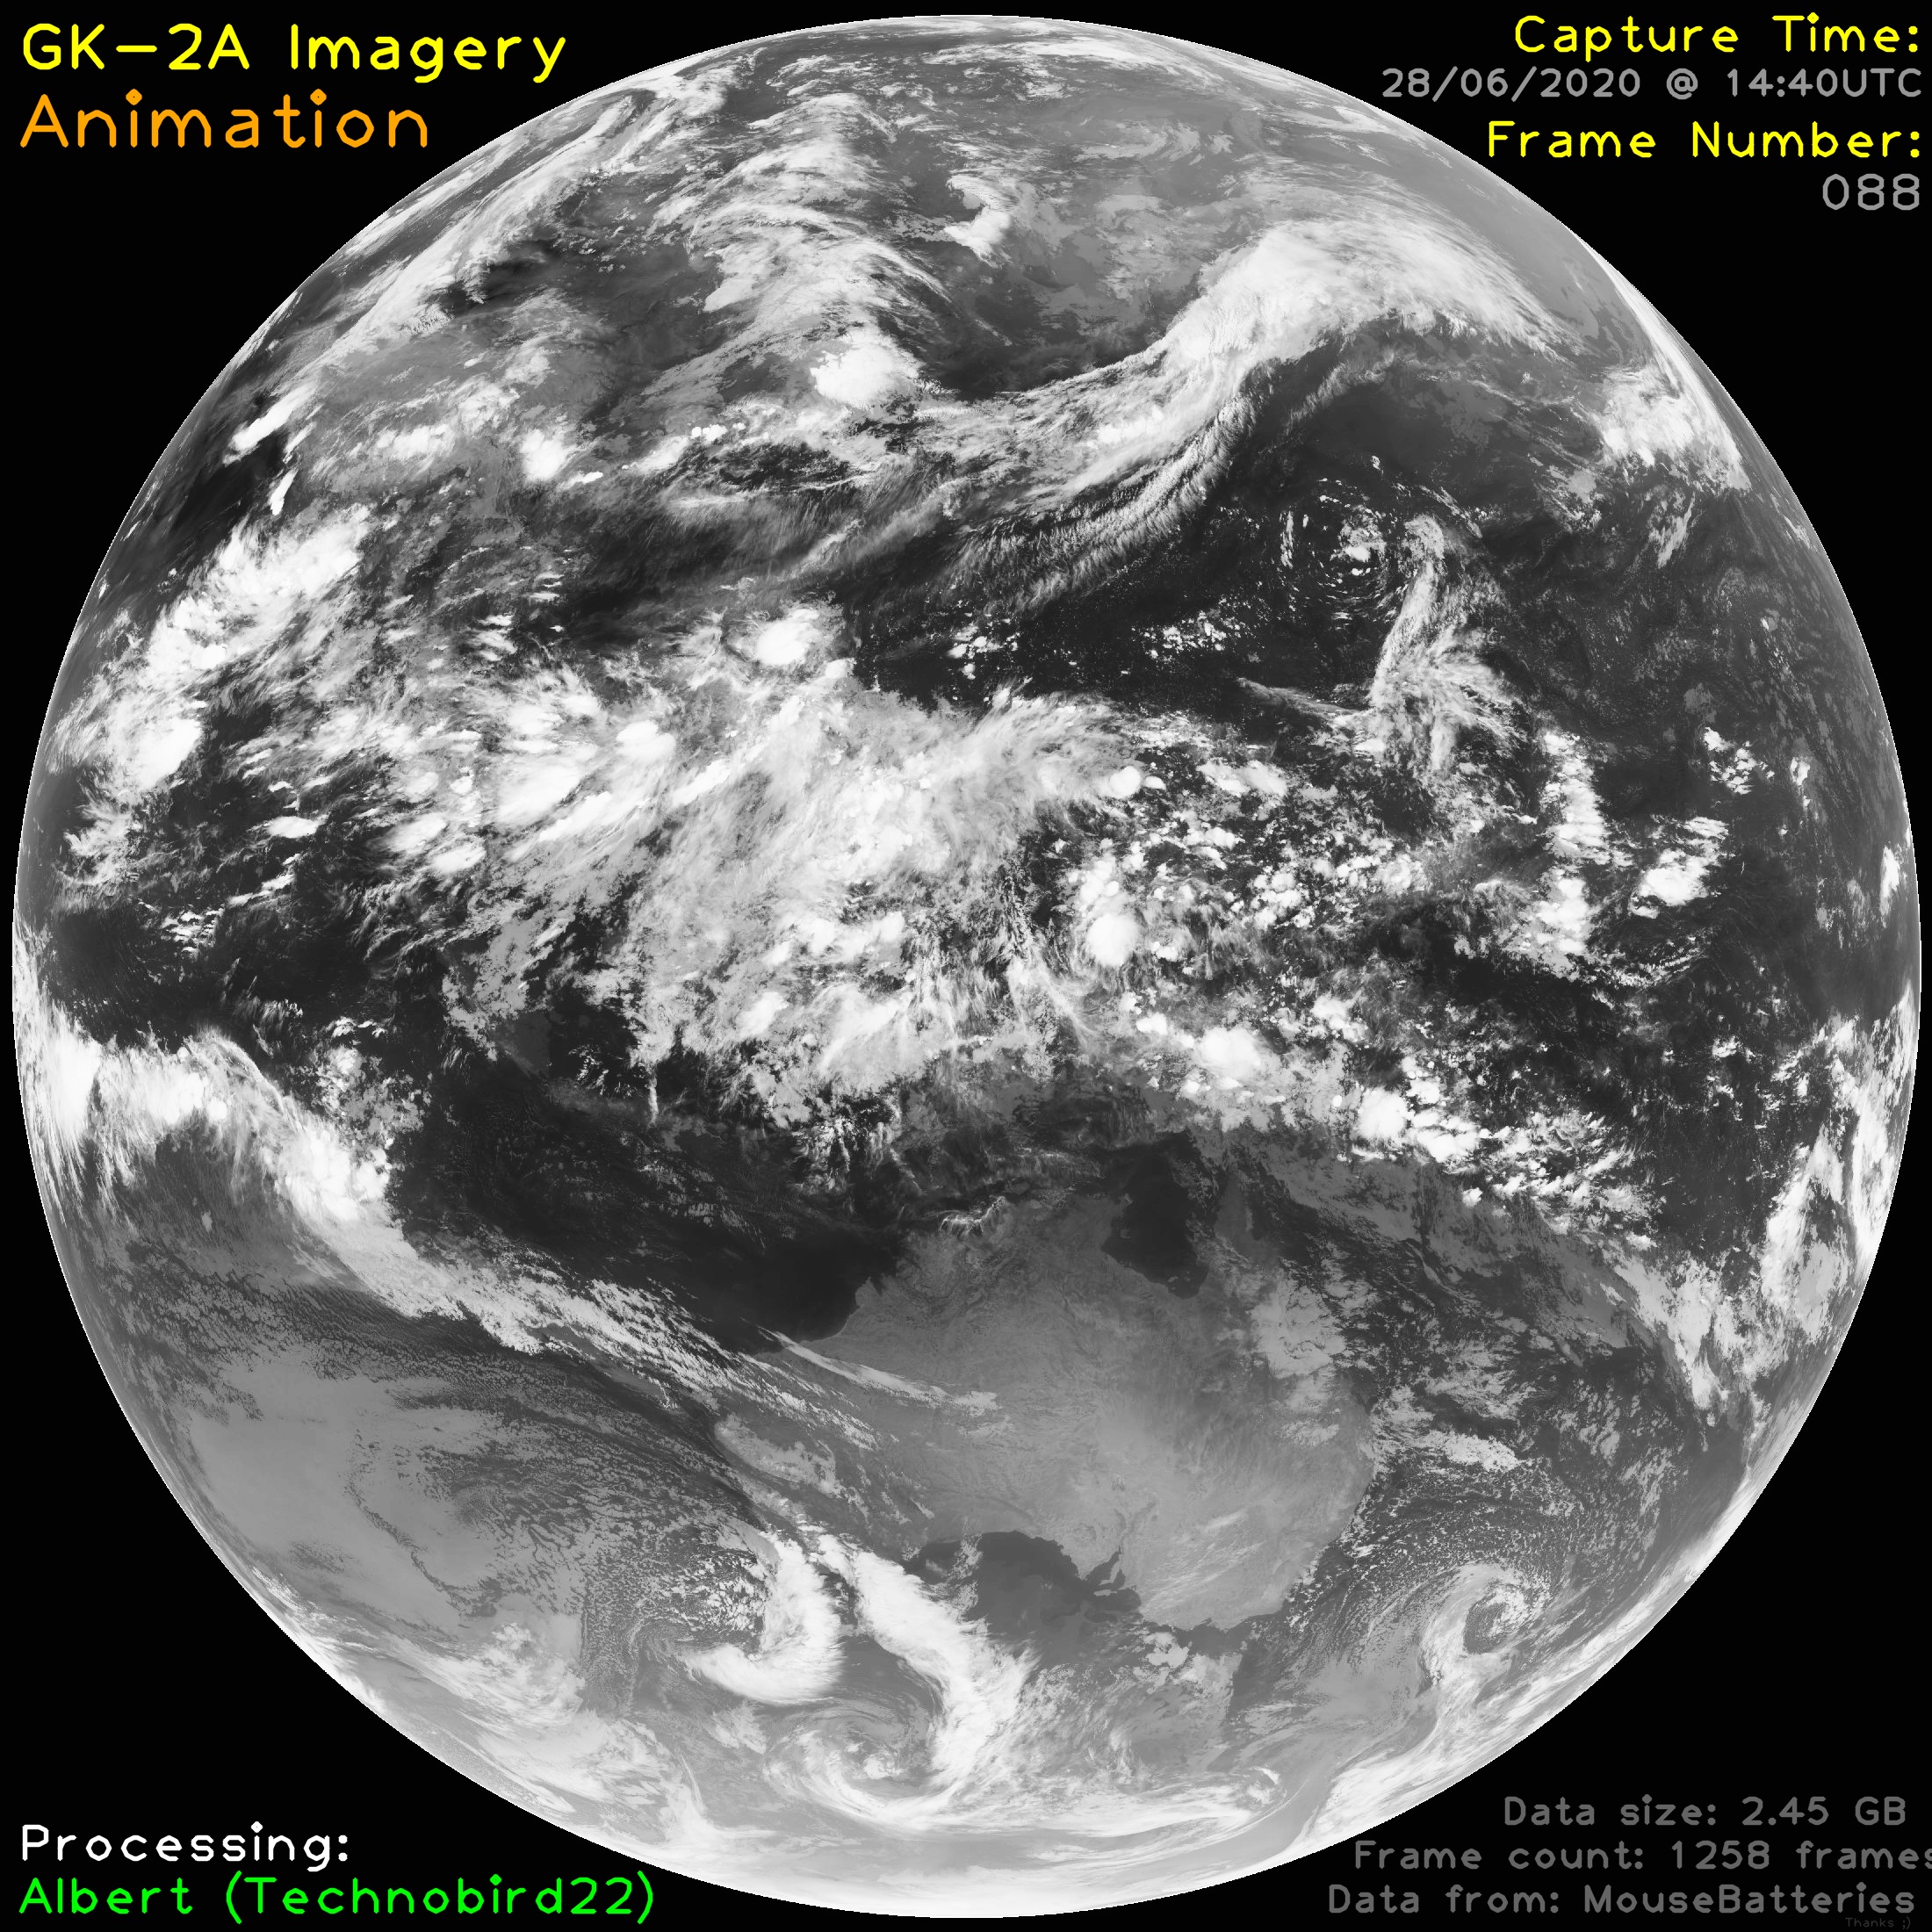 GK-2A Imagery
Animation
Capture Time:
28/06/2020 @ 14:40UTC
Frame Number:
088
Processing:
Albert (Technobird22)
Data size: 2.45 GB
Frame count: 1258 frames
Data from: MouseBatteries
Thanks ;)